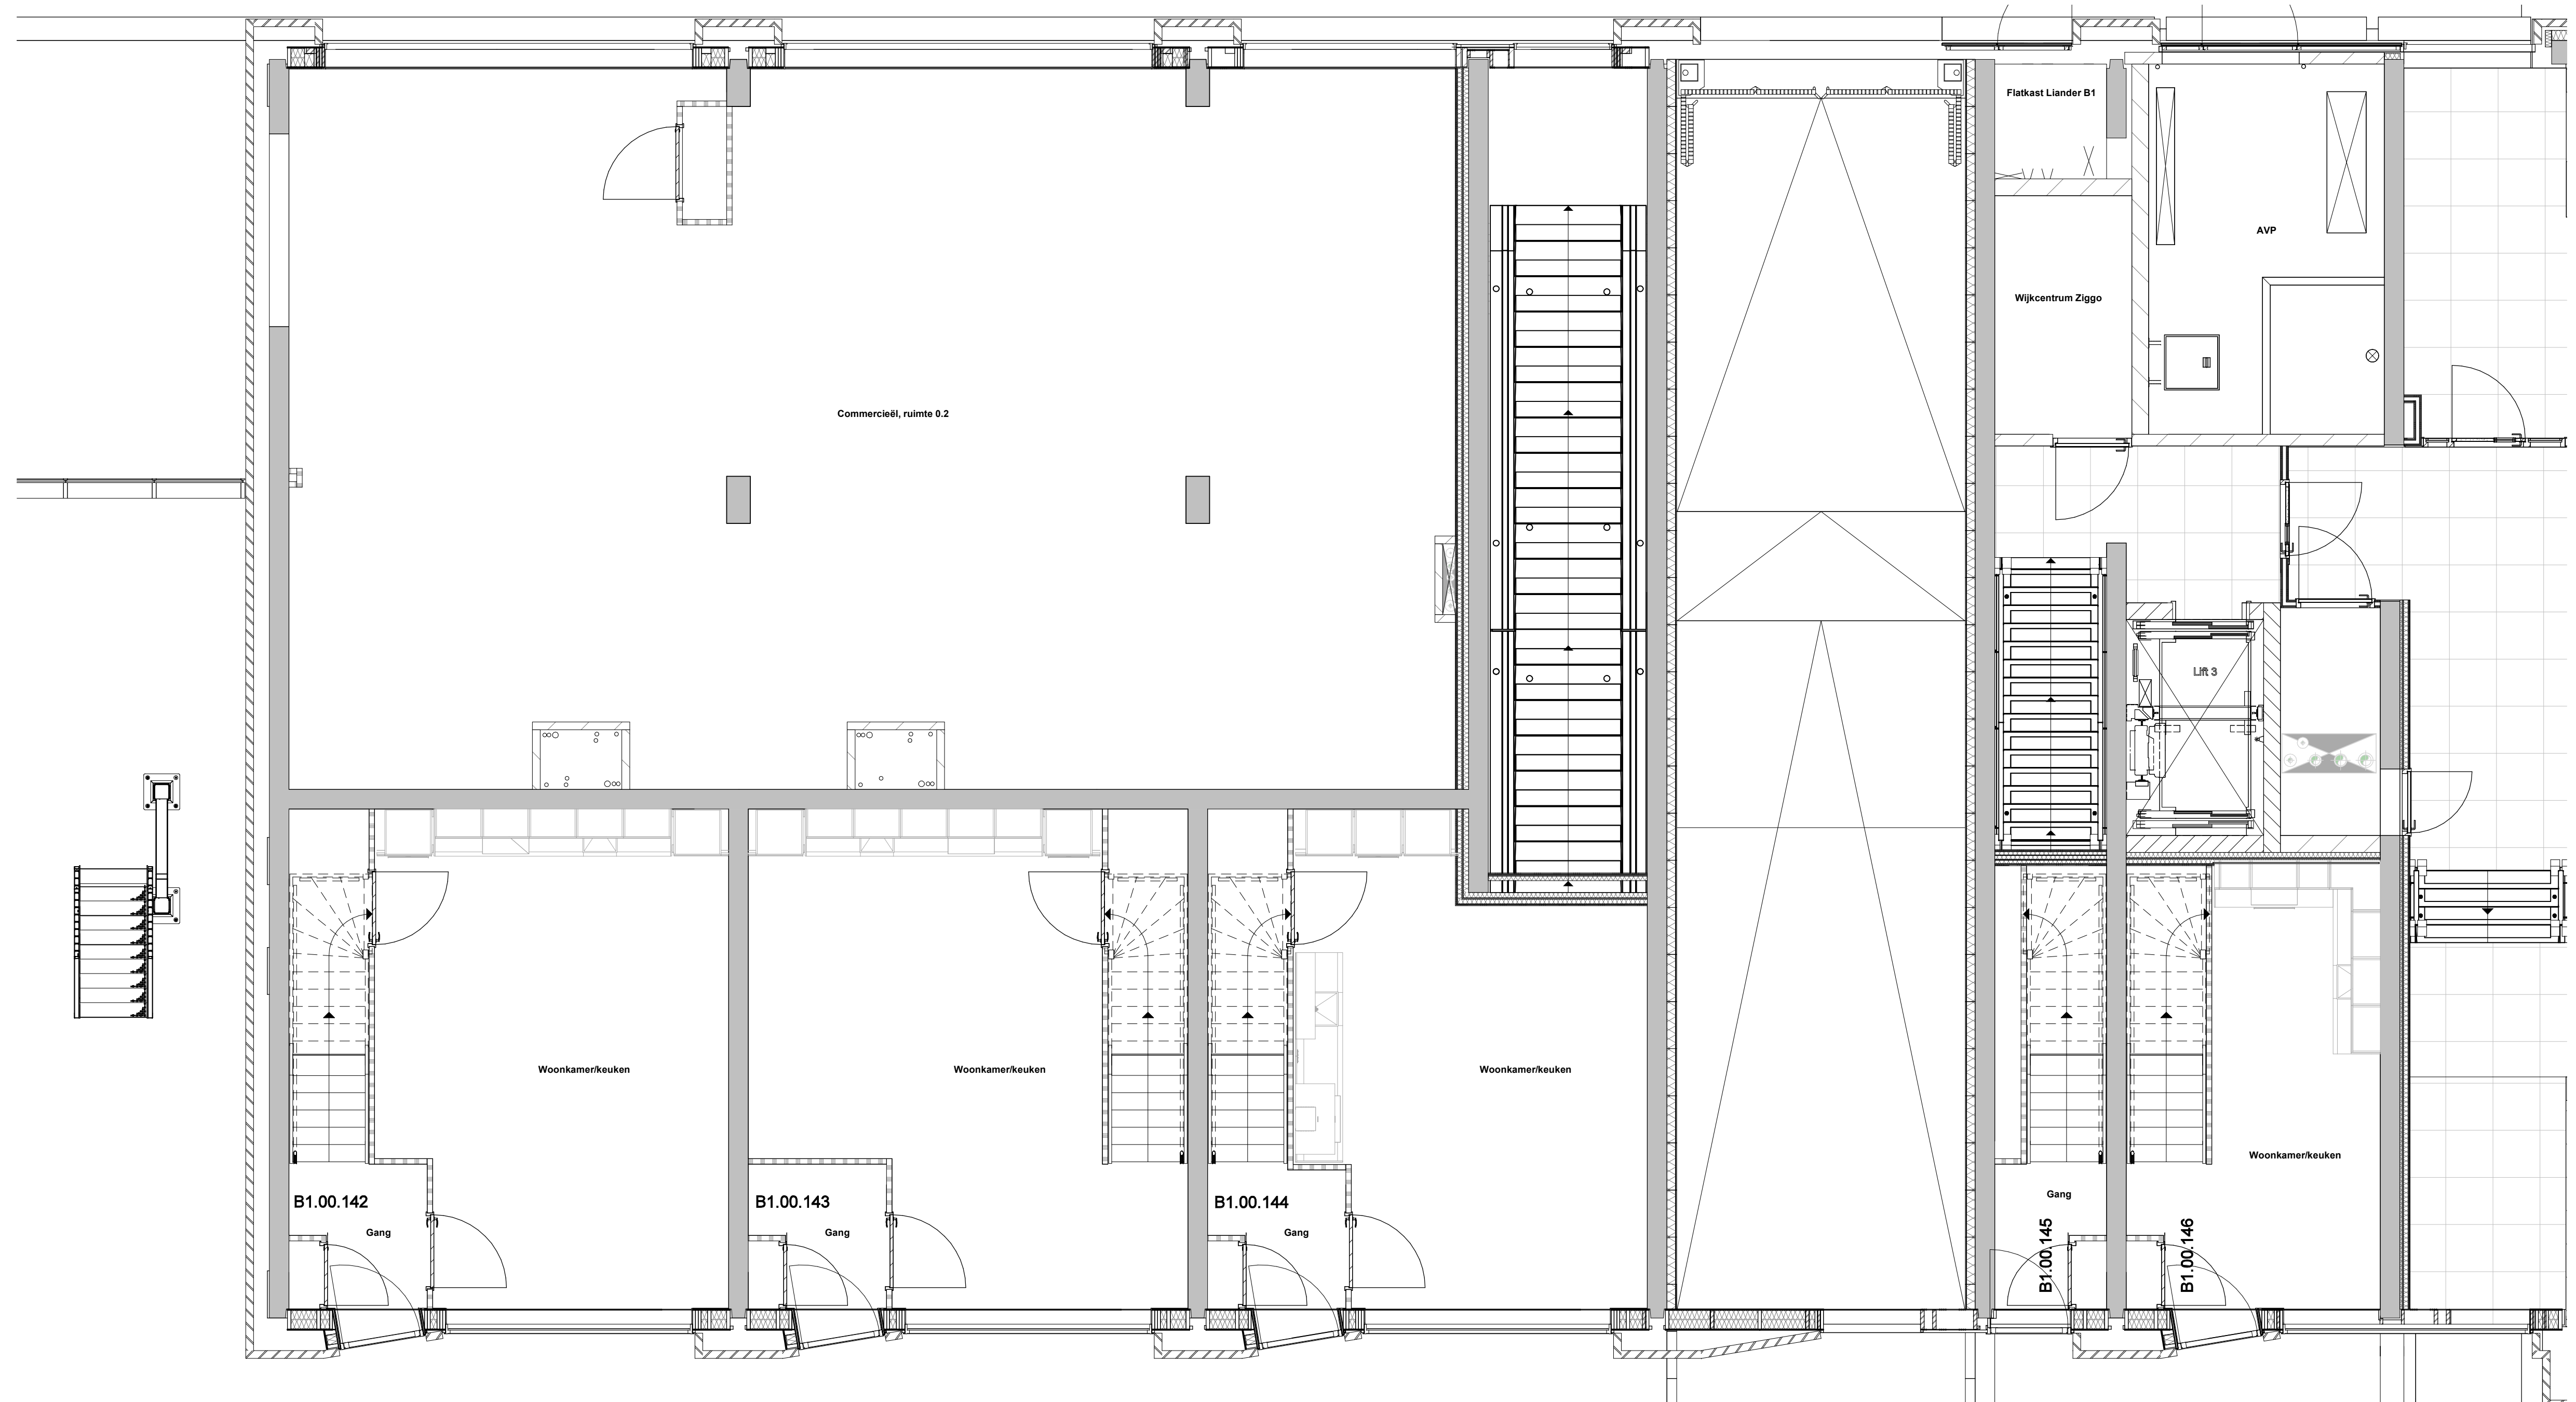 Flatkast Liander B1
AVP
Wijkcentrum Ziggo
Commercieël, ruimte 0.2
Lift 3
Woonkamer/keuken
Woonkamer/keuken
Woonkamer/keuken
Woonkamer/keuken
B1.00.142
B1.00.143
B1.00.144
Gang
Gang
Gang
Gang
B1.00.145
B1.00.146